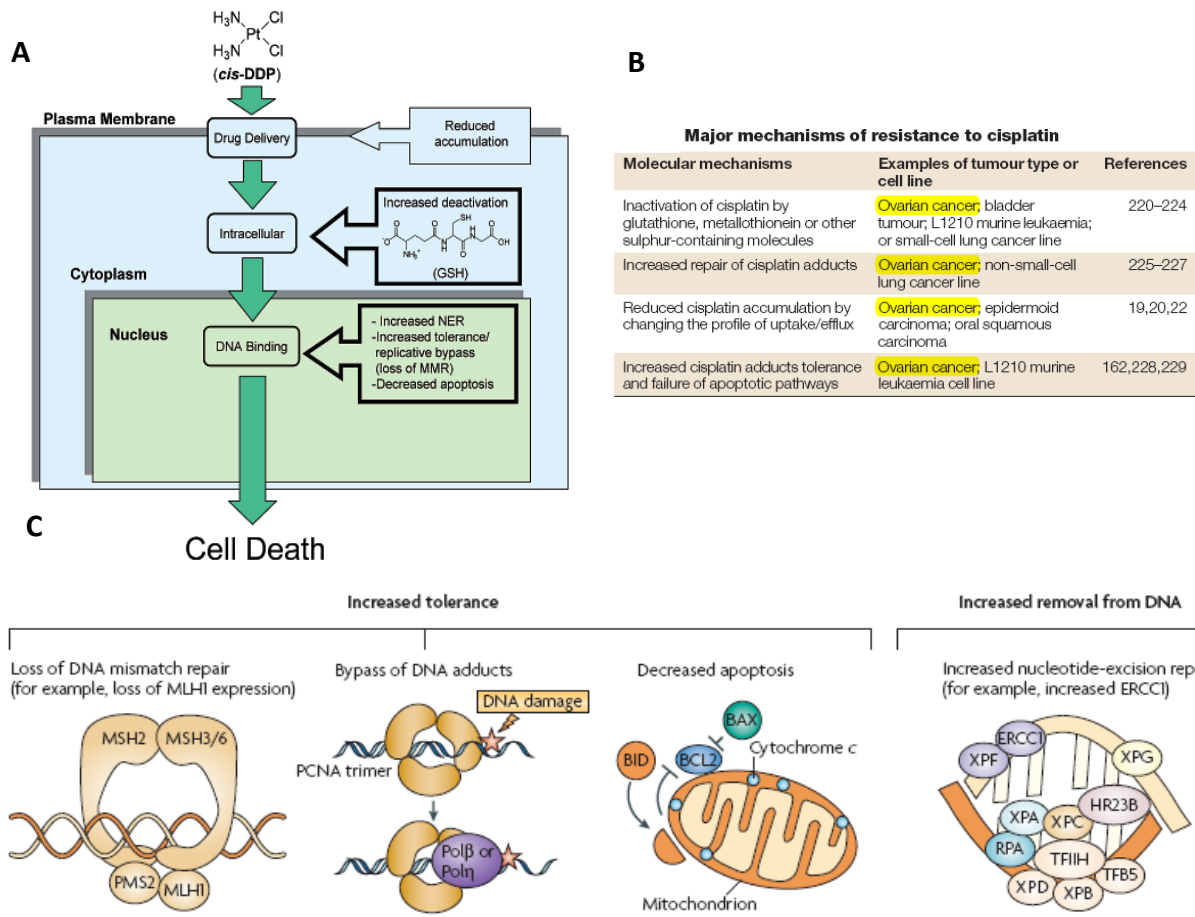 A
H₃N
Cl
Pt
H₃N
Cl
(cis-DDP)
Plasma Membrane
Drug Delivery
Reduced
accumulation
Intracellular
Increased deactivation
SH
O
O
O
⁻O
N
H
H
N
OH
NH₃⁺
O
(GSH)
Cytoplasm
Nucleus
DNA Binding
- Increased NER
-Increased tolerance/
replicative bypass
(loss of MMR)
-Decreased apoptosis
Cell Death
B
Major mechanisms of resistance to cisplatin
Molecular mechanisms Examples of tumour type or cell line References
Inactivation of cisplatin by Ovarian cancer; bladder 220–224
glutathione, metallothionein or other tumour; L1210 murine leukaemia;
sulphur-containing molecules or small-cell lung cancer line
Increased repair of cisplatin adducts Ovarian cancer; non-small-cell 225–227
lung cancer line
Reduced cisplatin accumulation by Ovarian cancer; epidermoid 19,20,22
changing the profile of uptake/efflux carcinoma; oral squamous
carcinoma
Increased cisplatin adducts tolerance Ovarian cancer; L1210 murine 162,228,229
and failure of apoptotic pathways leukaemia cell line
C
Increased tolerance
Increased removal from DNA
Loss of DNA mismatch repair
(for example, loss of MLH1 expression)
MSH2
MSH3/6
PMS2
MLH1
Bypass of DNA adducts
DNA damage
PCNA trimer
Polβ or
Polη
Decreased apoptosis
BAX
Cytochrome c
BID
BCL2
Mitochondrion
Increased nucleotide-excision rep
(for example, increased ERCC1)
ERCC1
XPF
XPG
HR23B
XPA
XPC
RPA
TFIIH
TFB5
XPD
XPB